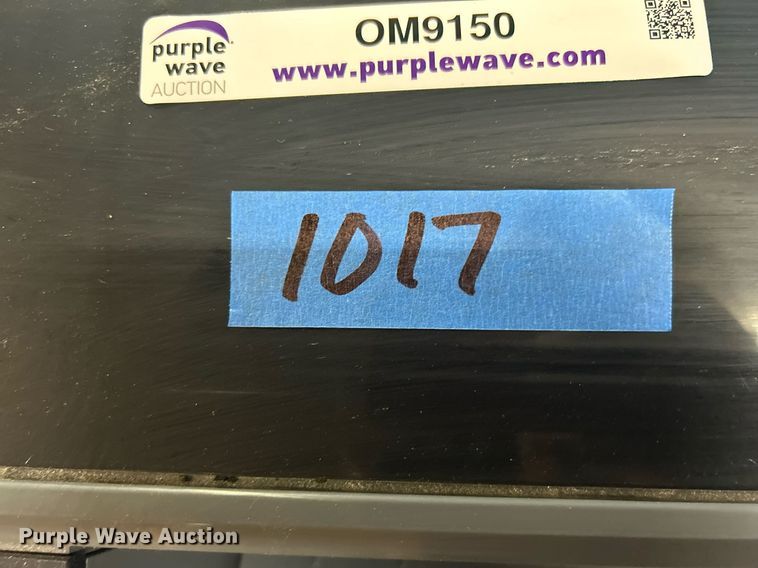 purple
wave
AUCTION
OM9150
www.purplewave.com
1017
Purple Wave Auction